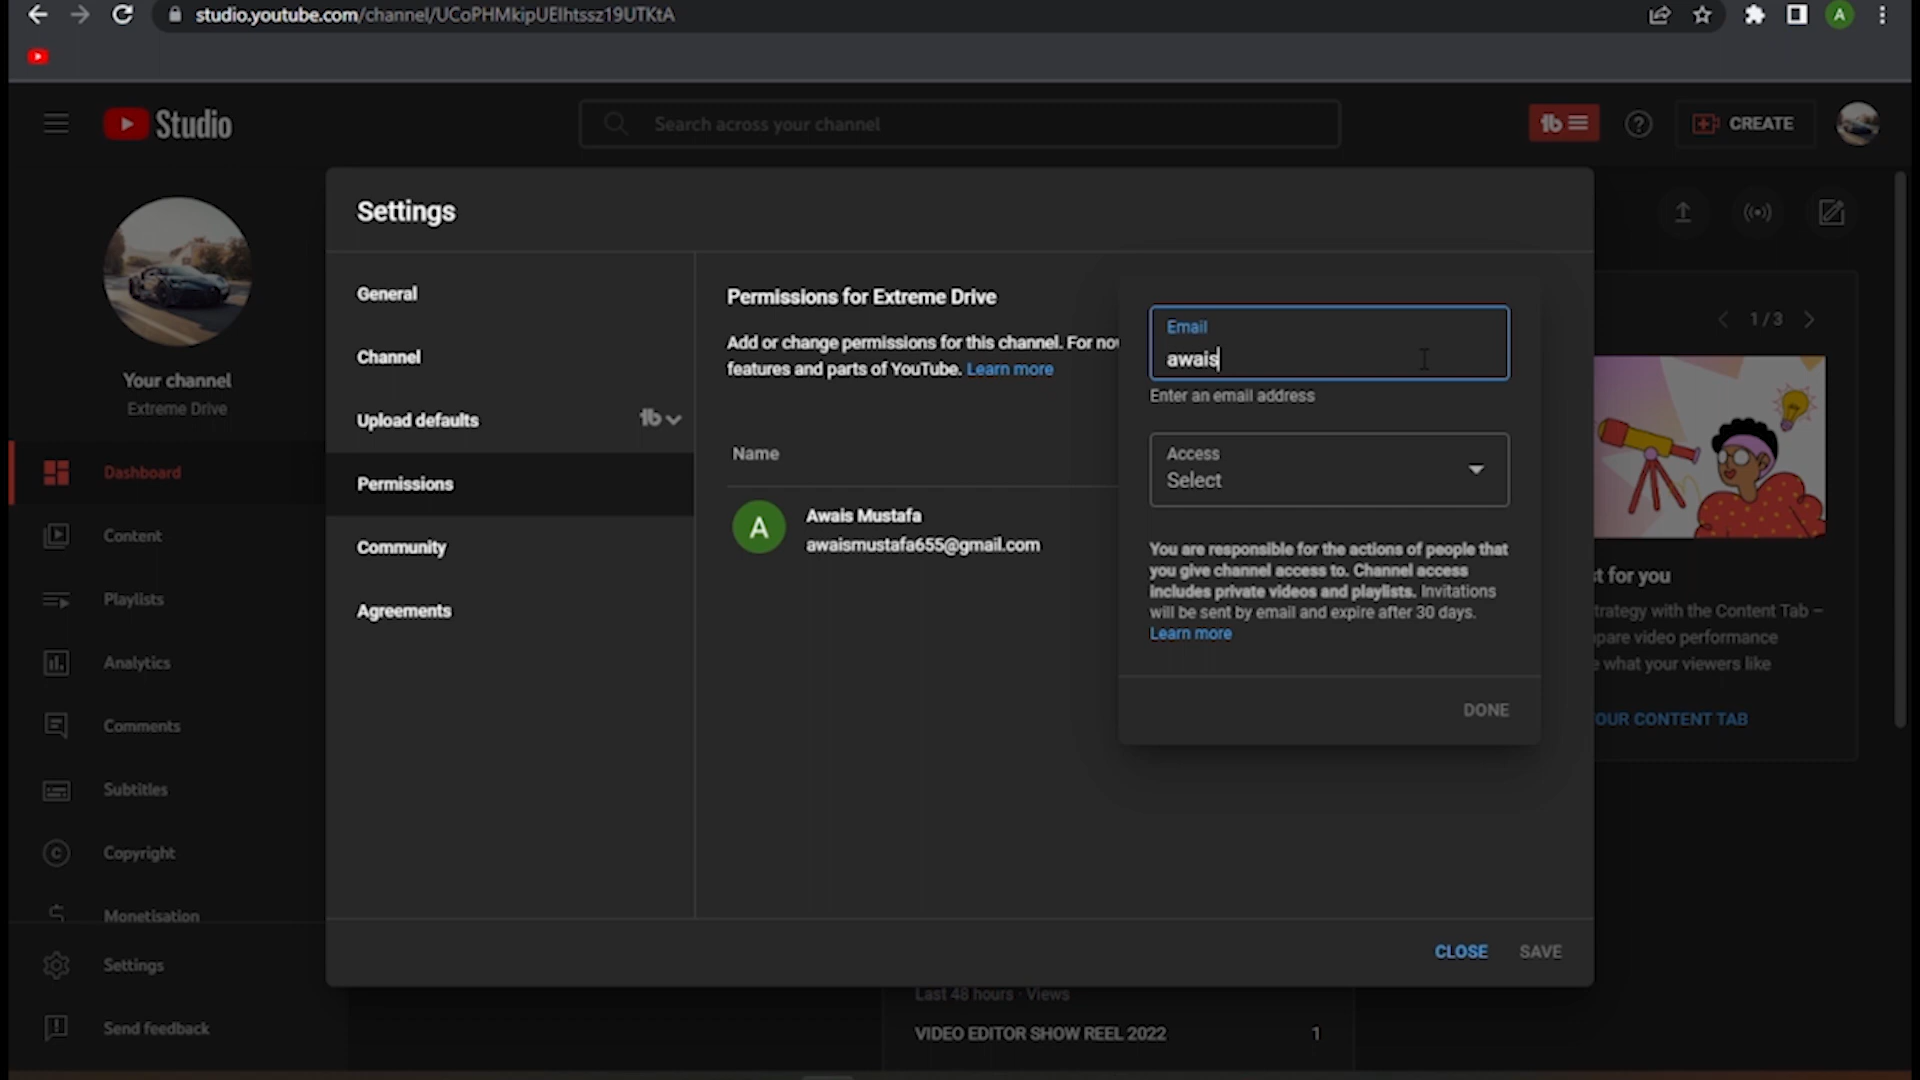 studio.youtube.com/channel/UCoPHMkipUElhtssz19UTKtA
A
Studio
Search across your channel
CREATE
Your channel
Extreme Drive
Dashboard
Content
Playlists
Analytics
Comments
Subtitles
Copyright
Monetisation
Settings
Send feedback
Settings
General
Channel
Upload defaults
Permissions
Community
Agreements
Permissions for Extreme Drive
Add or change permissions for this channel. For now
features and parts of YouTube. Learn more
Name
A
Awais Mustafa
awaismustafa655@gmail.com
Email
awais
Enter an email address
Access
Select
You are responsible for the actions of people that
you give channel access to. Channel access
includes private videos and playlists. Invitations
will be sent by email and expire after 30 days.
Learn more
DONE
CLOSE
SAVE
1 / 3
t for you
trategy with the Content Tab –
pare video performance
what your viewers like
OUR CONTENT TAB
Last 48 hours · Views
VIDEO EDITOR SHOW REEL 2022
1